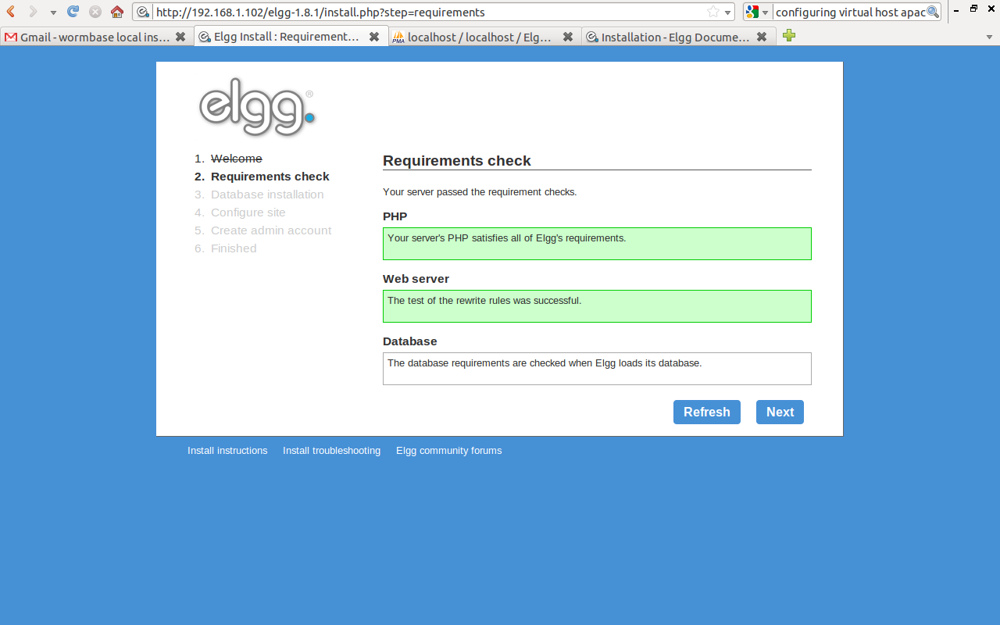 http://192.168.1.102/elgg-1.8.1/install.php?step=requirements
configuring virtual host apac
Gmail - wormbase local ins...
Elgg Install : Requirement...
PMA
localhost / localhost / Elg...
Installation - Elgg Docume...
elgg.®
1. Welcome
2. Requirements check
3. Database installation
4. Configure site
5. Create admin account
6. Finished
Requirements check
Your server passed the requirement checks.
PHP
Your server's PHP satisfies all of Elgg's requirements.
Web server
The test of the rewrite rules was successful.
Database
The database requirements are checked when Elgg loads its database.
Refresh Next
Install instructions Install troubleshooting Elgg community forums